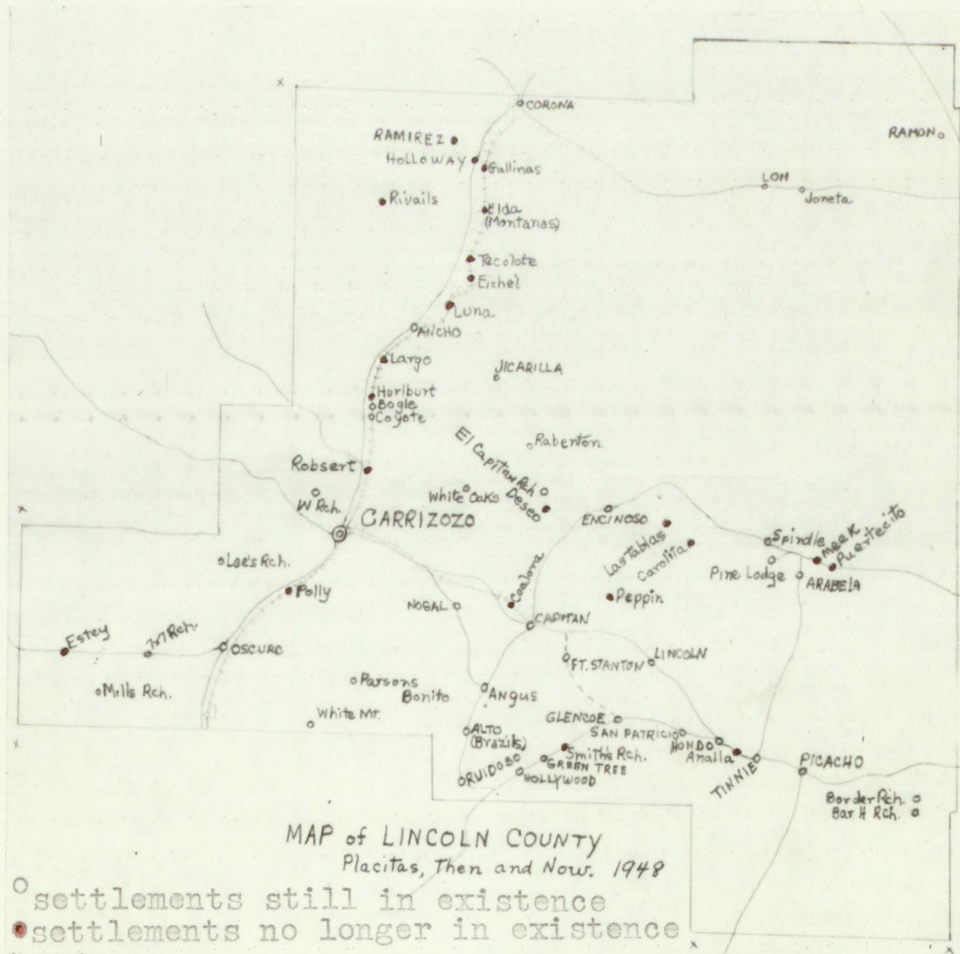 CORONA
RAMIREZ
RAMON
HOLLOWAY
Gallinas
LON
Joneta
Rivails
Elda
(Montanas)
Tecolote
Eichel
Luna
ANCHO
Largo
JICARILLA
Hurlburt
Bogle
Coyote
Rabenton
El Capitan Rch
Robsert
White Oaks
Deseo
W Rch.
CARRIZOZO
ENCINOSO
Spindle
Meek
Puertecito
Las tablas
Carolita
Lee's Rch.
Pine Lodge
ARABELA
Polly
Coalora
Peppin
NOGAL
CAPITAN
Estey
OSCURO
FT. STANTON
LINCOLN
Mills Rch.
Parsons
Bonito
ANGUS
White Mt.
GLENCOE
ALTO
(Brazils)
SAN PATRICIO
HONDO
Analla
Smith's Rch.
GREEN TREE
RUIDOSO
HOLLYWOOD
TINNIE
PICACHO
Border Rch.
Bar H Rch.
MAP of LINCOLN COUNTY
Placitas, Then and Now. 1948
settlements still in existence
settlements no longer in existence